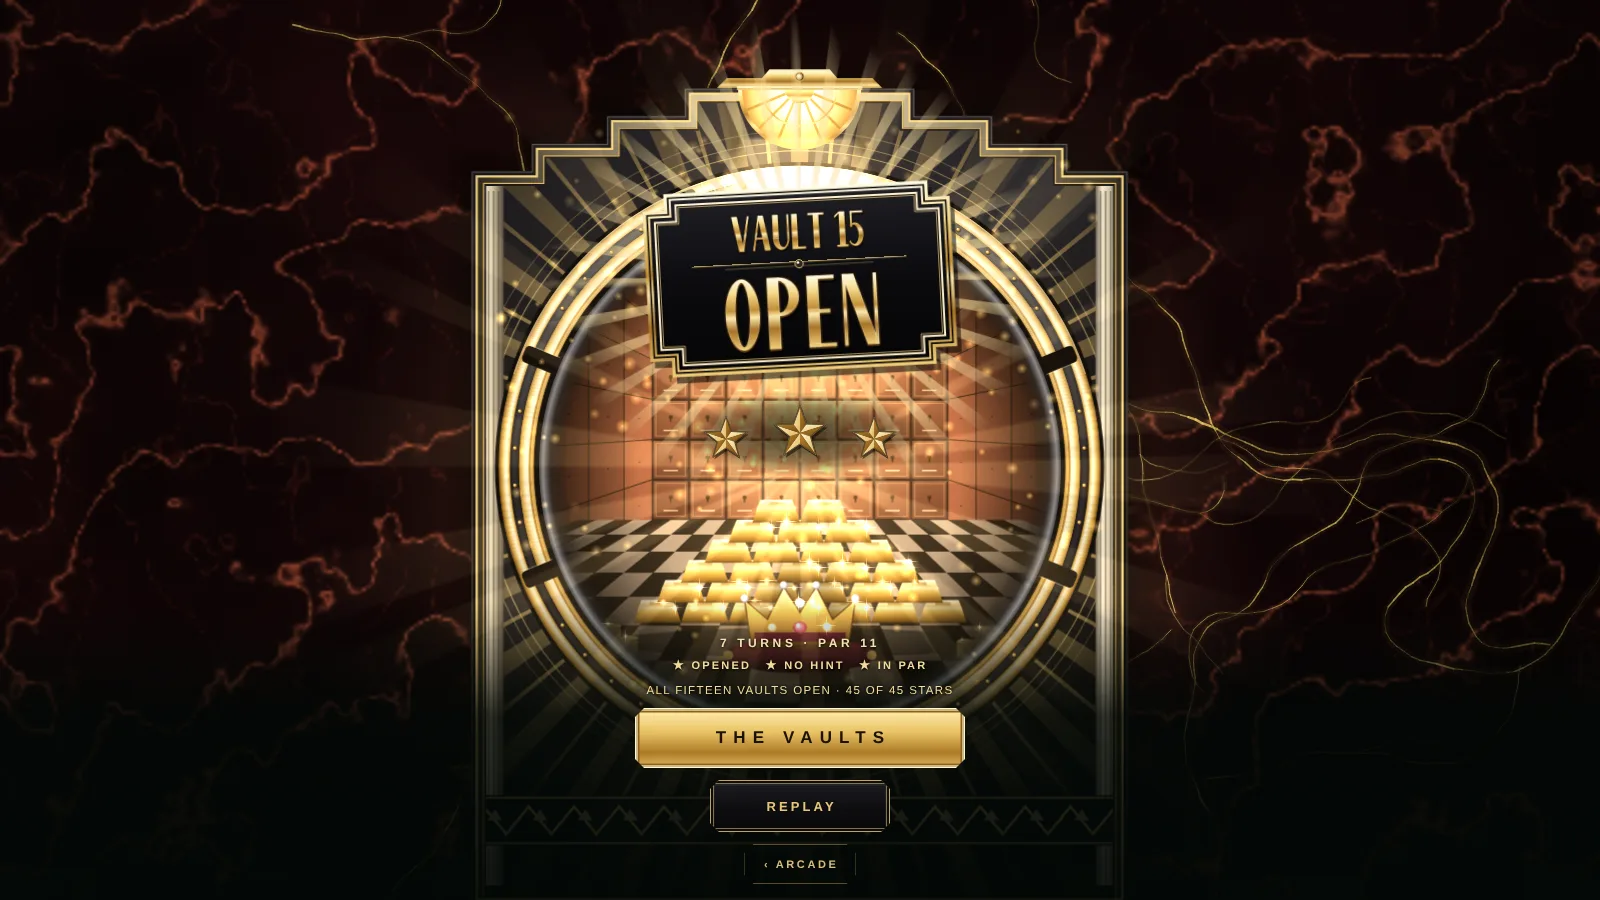 VAULT 15
OPEN
7 TURNS · PAR 11
★ OPENED ★ NO HINT ★ IN PAR
ALL FIFTEEN VAULTS OPEN · 45 OF 45 STARS
THE VAULTS
REPLAY
‹ ARCADE